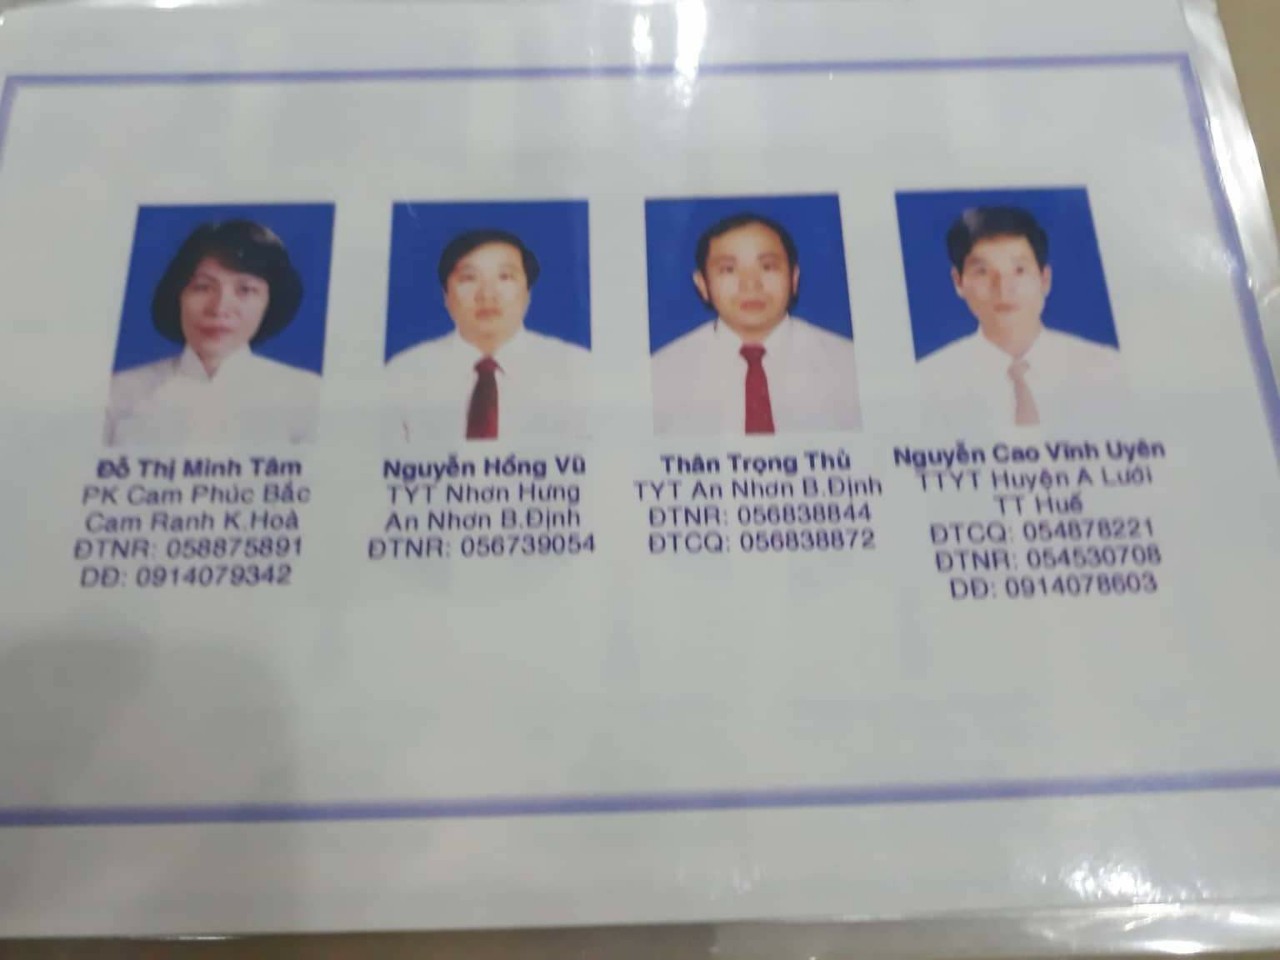 Đỗ Thị Minh Tâm
PK Cam Phúc Bắc
Cam Ranh K.Hoà
ĐTNR: 058875891
DĐ: 0914079342
Nguyễn Hồng Vũ
TYT Nhơn Hưng
An Nhơn B.Định
ĐTNR: 056739054
Thân Trọng Thủ
TYT An Nhơn B.Định
ĐTNR: 056838844
ĐTCQ: 056838872
Nguyễn Cao Vĩnh Uyên
TTYT Huyện A Lưới
TT Huế
ĐTCQ: 054878221
ĐTNR: 054530708
DĐ: 0914078603